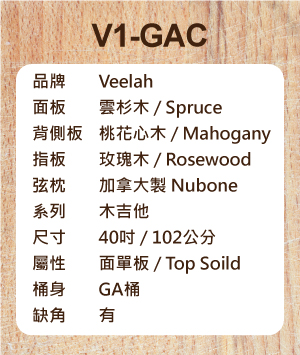 V1-GAC
品牌 Veelah
面板 雲杉木 / Spruce
背側板 桃花心木 / Mahogany
指板 玫瑰木 / Rosewood
弦枕 加拿大製 Nubone
系列 木吉他
尺寸 40吋 / 102公分
屬性 面單板 / Top Soild
桶身 GA桶
缺角 有